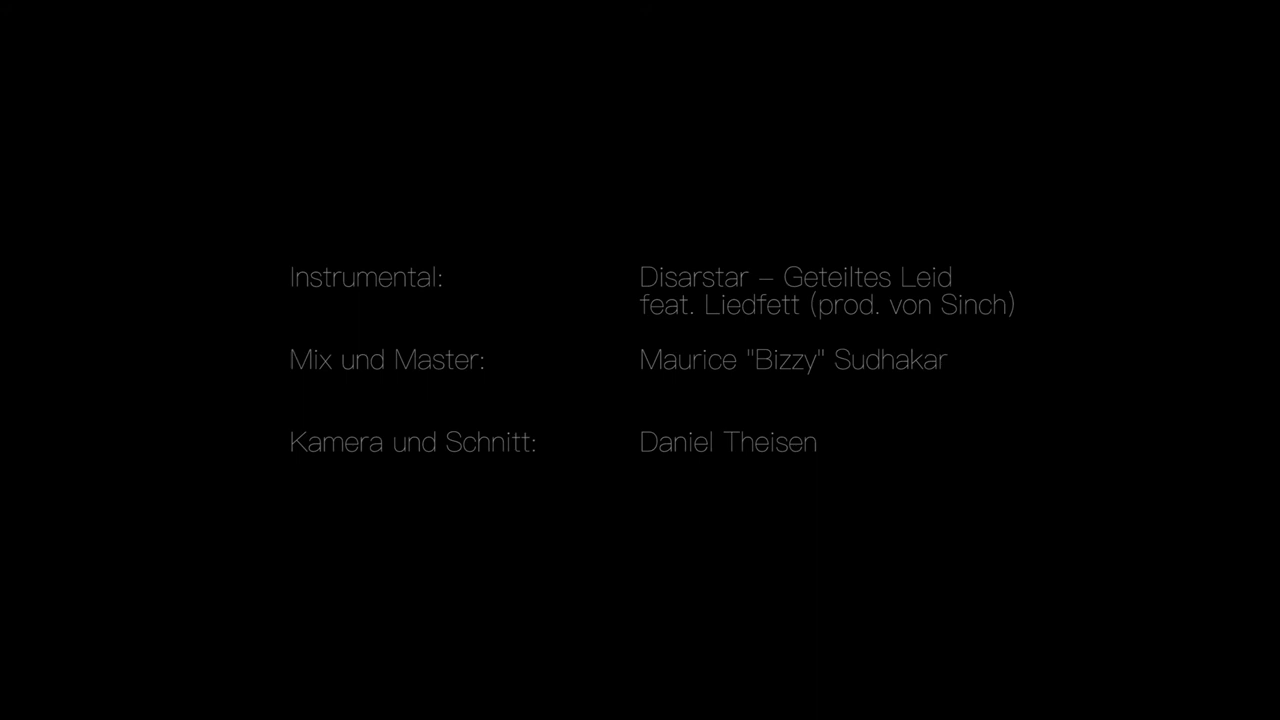 Instrumental: Disarstar – Geteiltes Leid
feat. Liedfett (prod. von Sinch)
Mix und Master: Maurice "Bizzy" Sudhakar
Kamera und Schnitt: Daniel Theisen